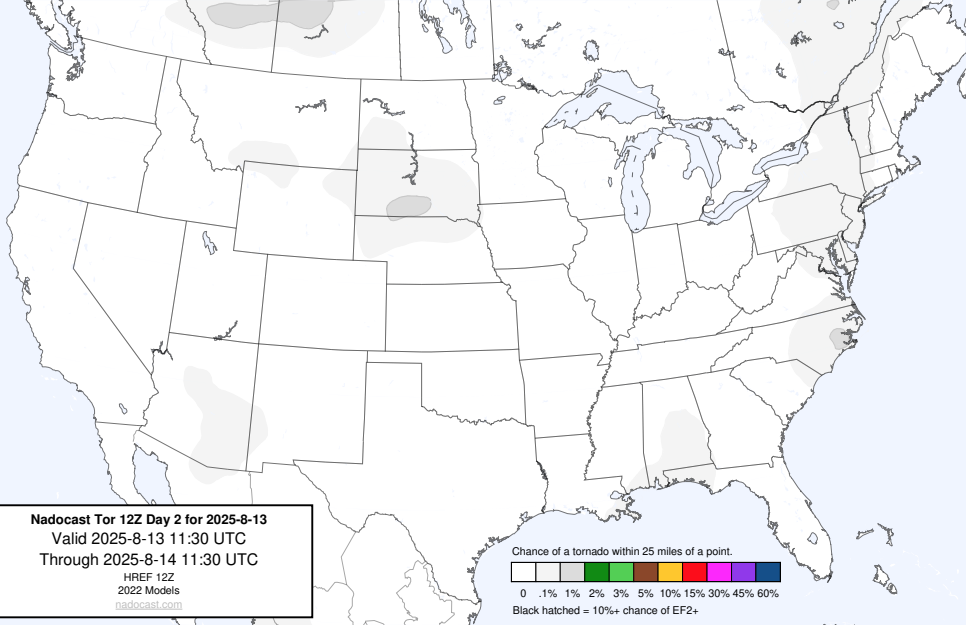 Nadocast Tor 12Z Day 2 for 2025-8-13
Valid 2025-8-13 11:30 UTC
Through 2025-8-14 11:30 UTC
HREF 12Z
2022 Models
nadocast.com
Chance of a tornado within 25 miles of a point.
0 .1% 1% 2% 3% 5% 10% 15% 30% 45% 60%
Black hatched = 10%+ chance of EF2+